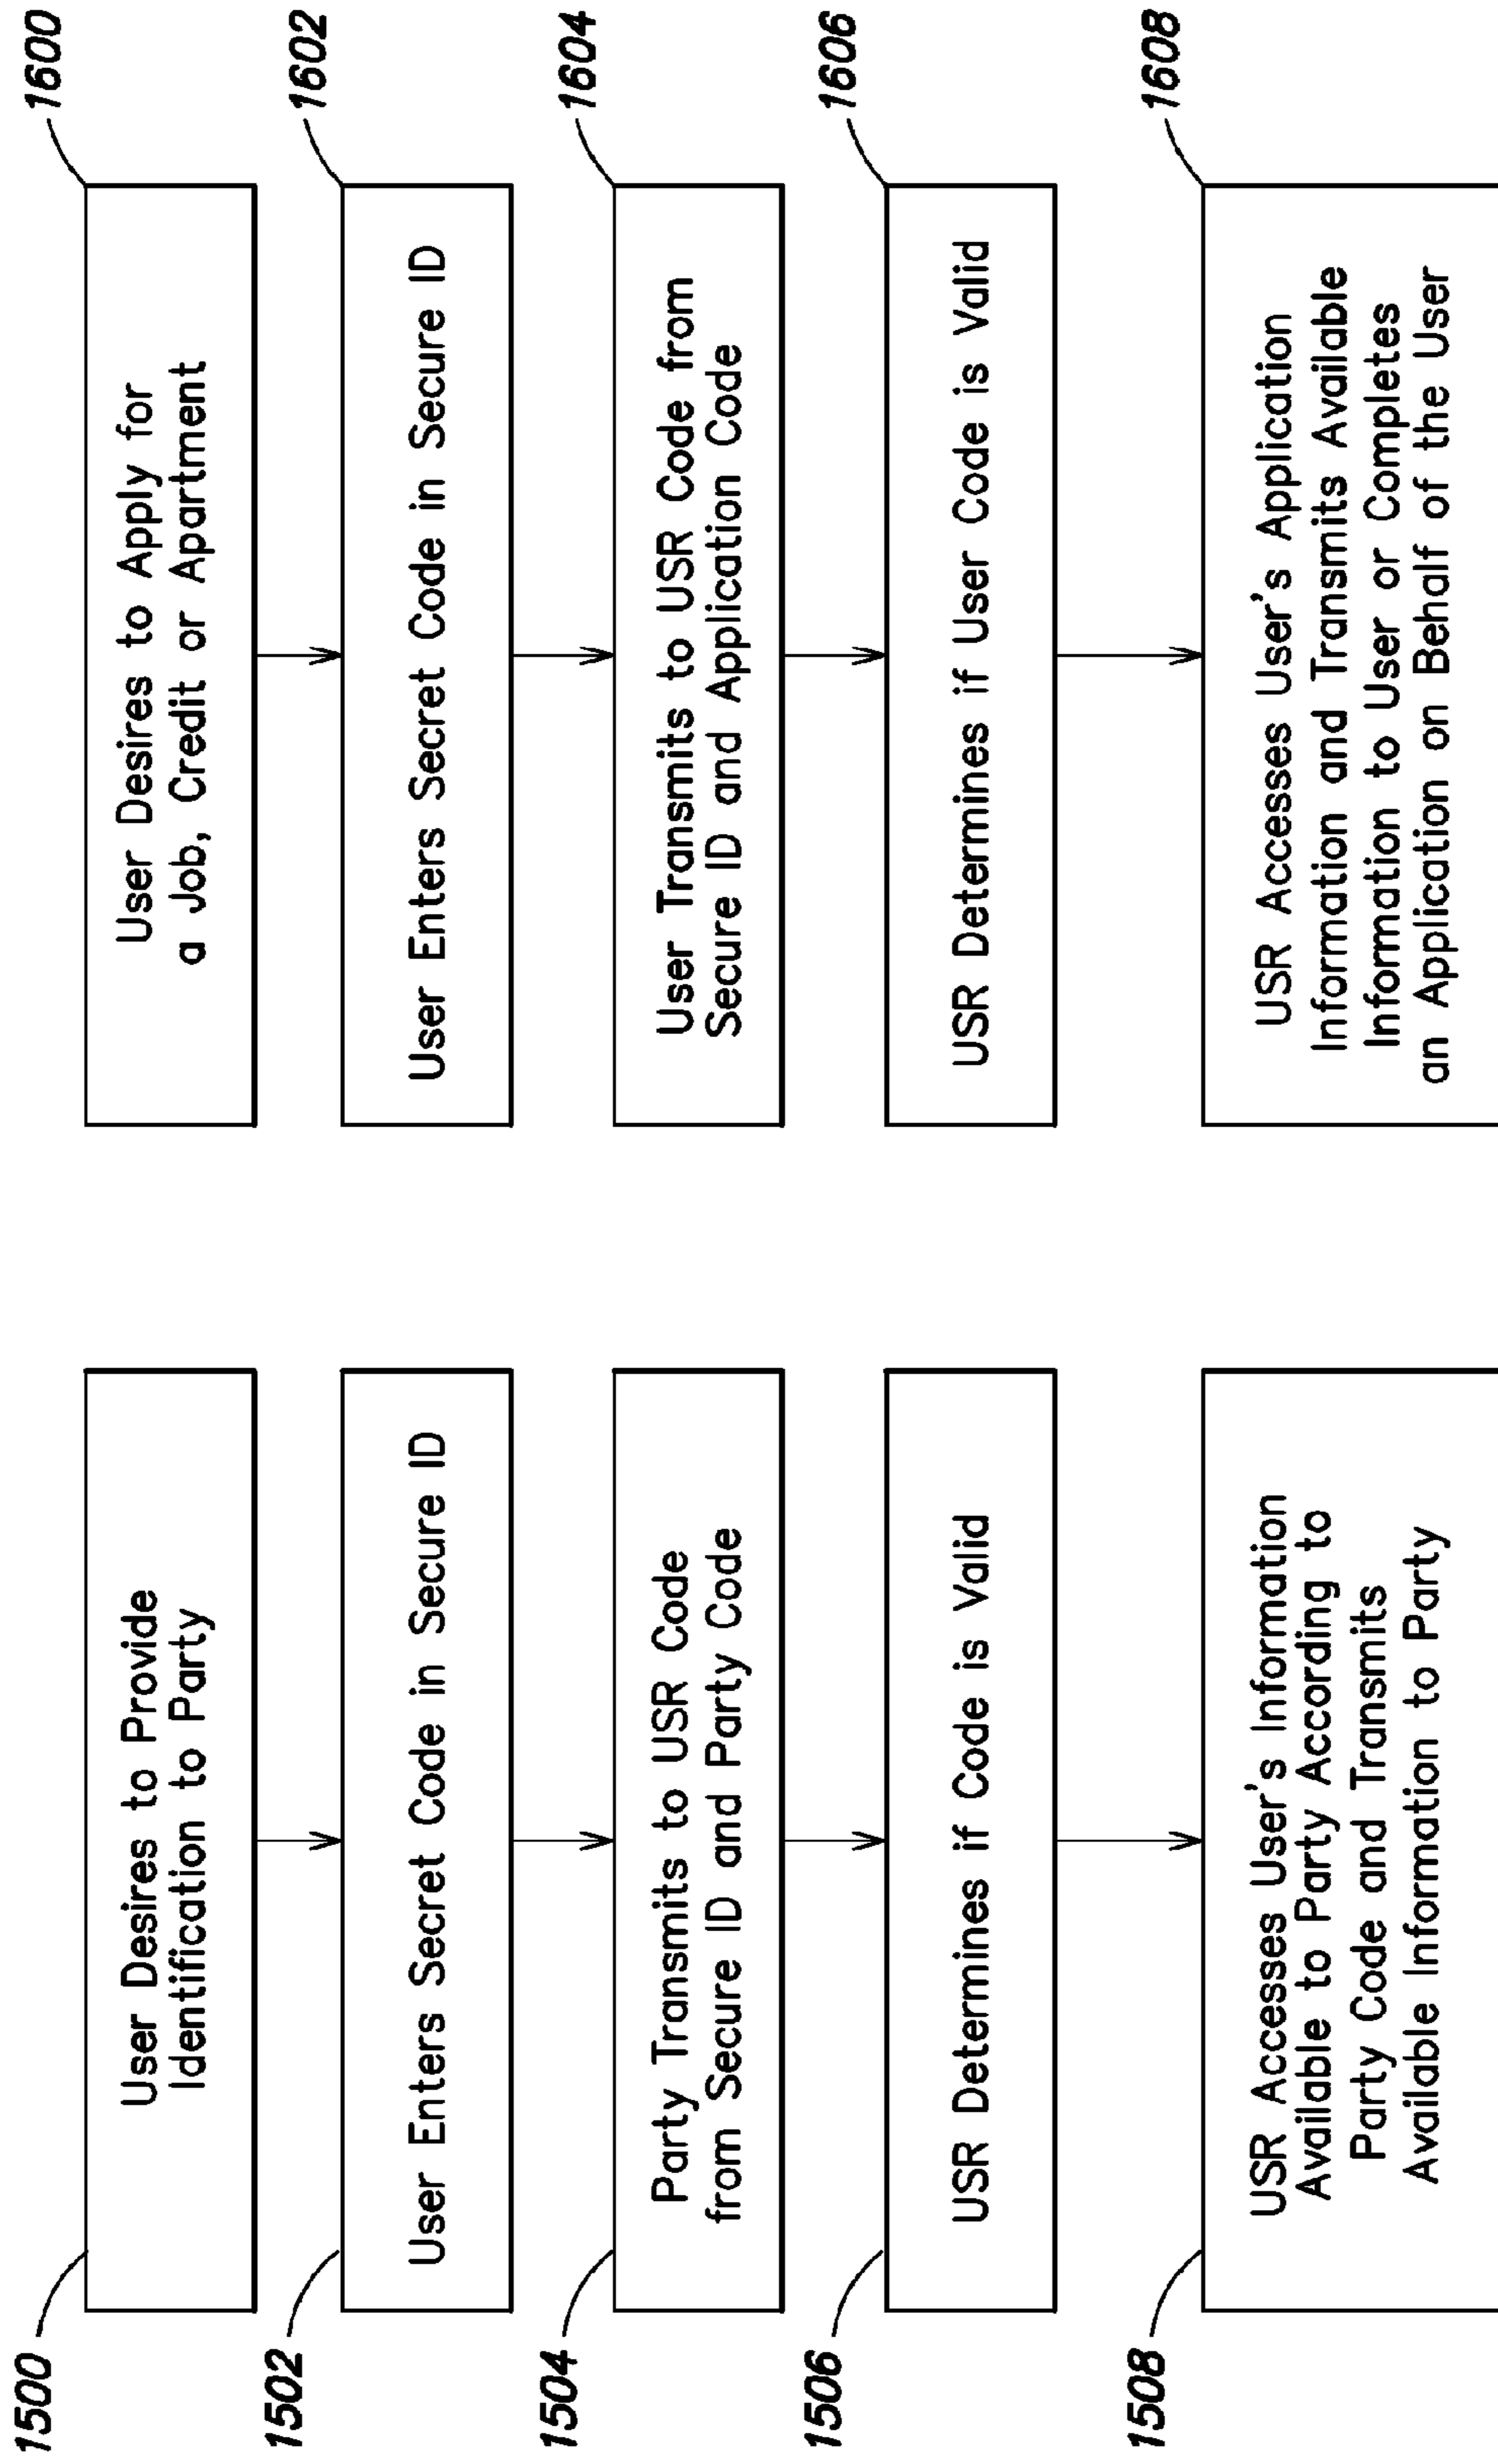 1500
User Desires to Provide
Identification to Party
1502
User Enters Secret Code in Secure ID
1504
Party Transmits to USR Code
from Secure ID and Party Code
1506
USR Determines if Code is Valid
1508
USR Accesses User's Information
Available to Party According to
Party Code and Transmits
Available Information to Party
1600
User Desires to Apply for
a Job, Credit or Apartment
1602
User Enters Secret Code in Secure ID
1604
User Transmits to USR Code from
Secure ID and Application Code
1606
USR Determines if User Code is Valid
1608
USR Accesses User's Application
Information and Transmits Available
Information to User or Completes
an Application on Behalf of the User